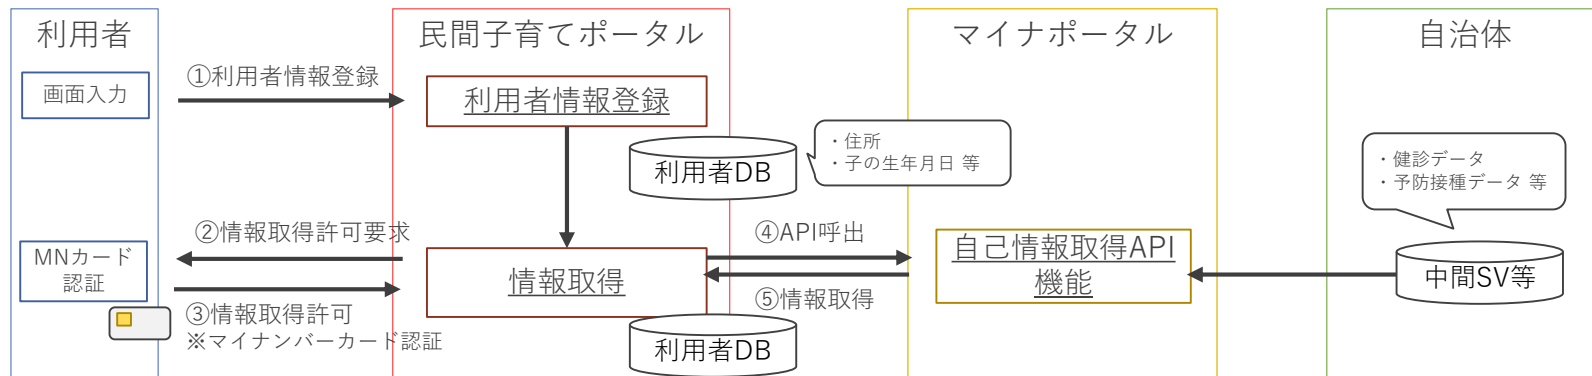 利用者
民間子育てポータル
マイナポータル
自治体
画面入力
①利用者情報登録
利用者情報登録
利用者DB
・住所
・子の生年月日 等
・健診データ
・予防接種データ 等
②情報取得許可要求
MNカード
認証
③情報取得許可
※マイナンバーカード認証
情報取得
利用者DB
④API呼出
⑤情報取得
自己情報取得API
機能
中間SV等